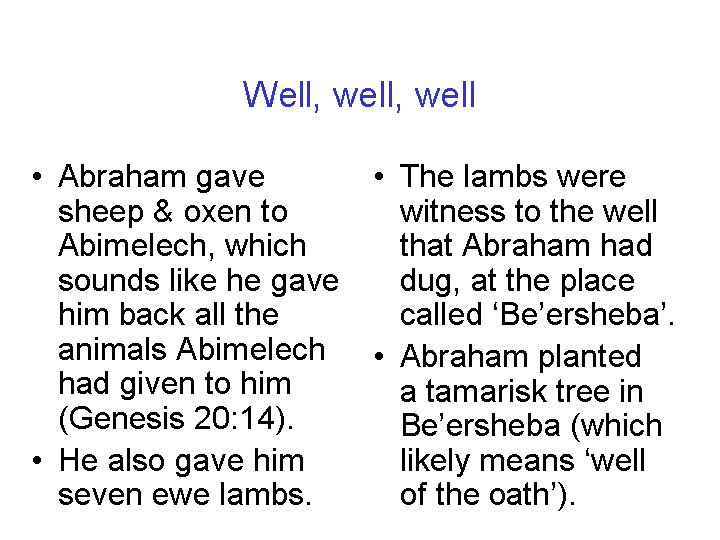 Well, well, well
• Abraham gave
sheep & oxen to
Abimelech, which
sounds like he gave
him back all the
animals Abimelech
had given to him
(Genesis 20:14).
• He also gave him
seven ewe lambs.
• The lambs were
witness to the well
that Abraham had
dug, at the place
called ‘Be’ersheba’.
• Abraham planted
a tamarisk tree in
Be’ersheba (which
likely means ‘well
of the oath’).